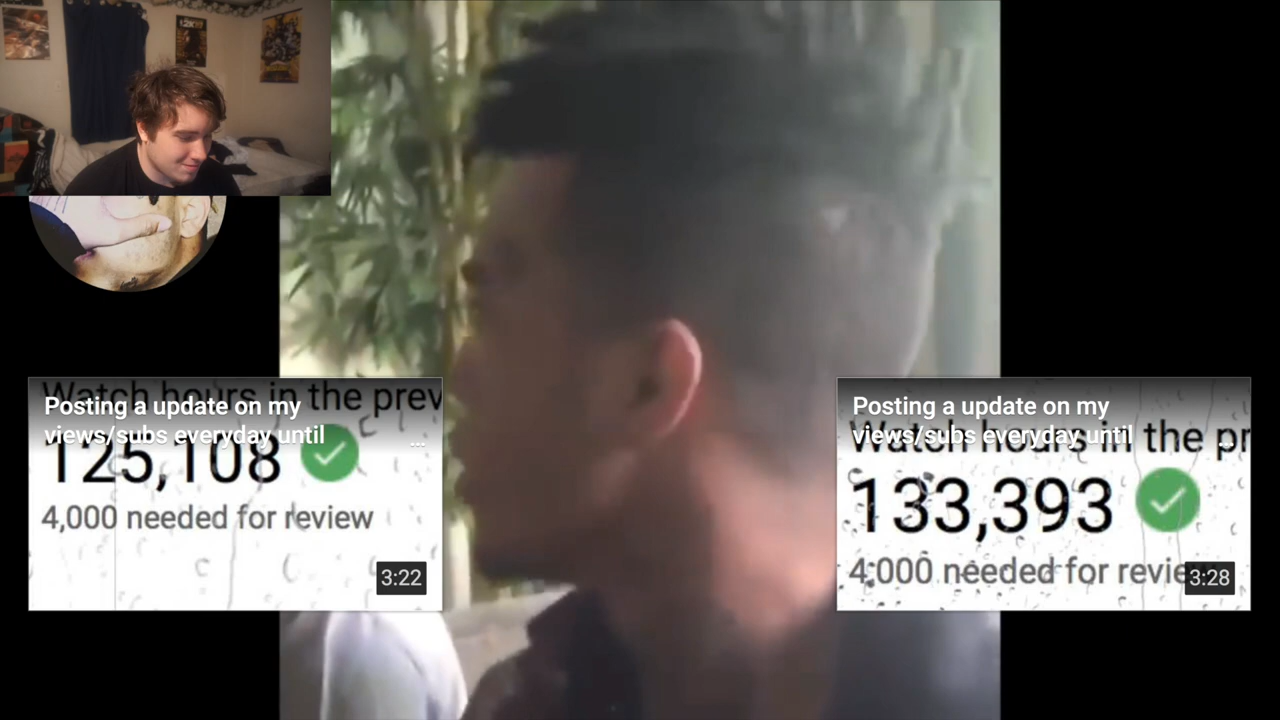 Watch hours in the prev
Posting a update on my
views/subs everyday until
...
125,108
4,000 needed for review
3:22
Watch hours in the pr
Posting a update on my
views/subs everyday until
...
133,393
4,000 needed for revie
3:28